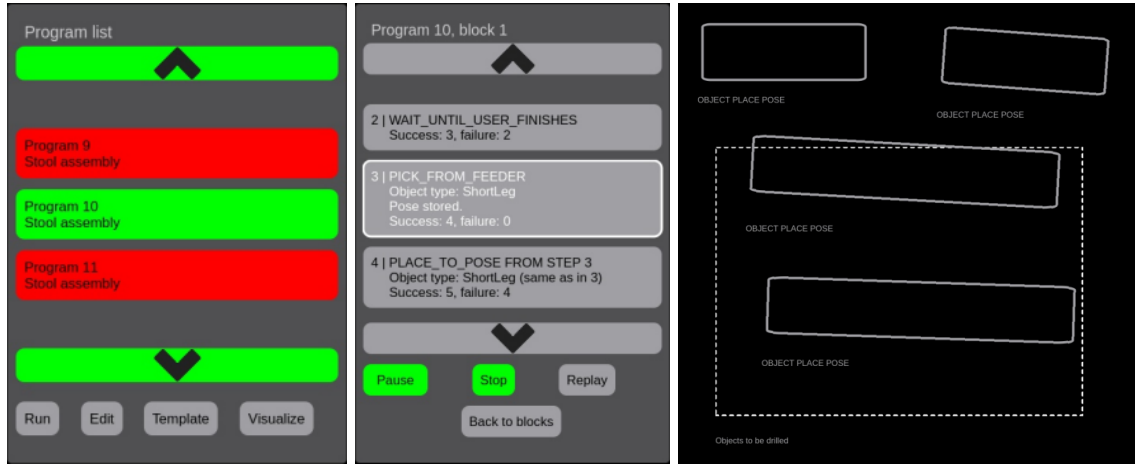 Program list
Program 9
Stool assembly
Program 10
Stool assembly
Program 11
Stool assembly
Run
Edit
Template
Visualize
Program 10, block 1
2 | WAIT_UNTIL_USER_FINISHES
Success: 3, failure: 2
3 | PICK_FROM_FEEDER
Object type: ShortLeg
Pose stored.
Success: 4, failure: 0
4 | PLACE_TO_POSE FROM STEP 3
Object type: ShortLeg (same as in 3)
Success: 5, failure: 4
Pause
Stop
Replay
Back to blocks
OBJECT PLACE POSE
OBJECT PLACE POSE
OBJECT PLACE POSE
OBJECT PLACE POSE
Objects to be drilled